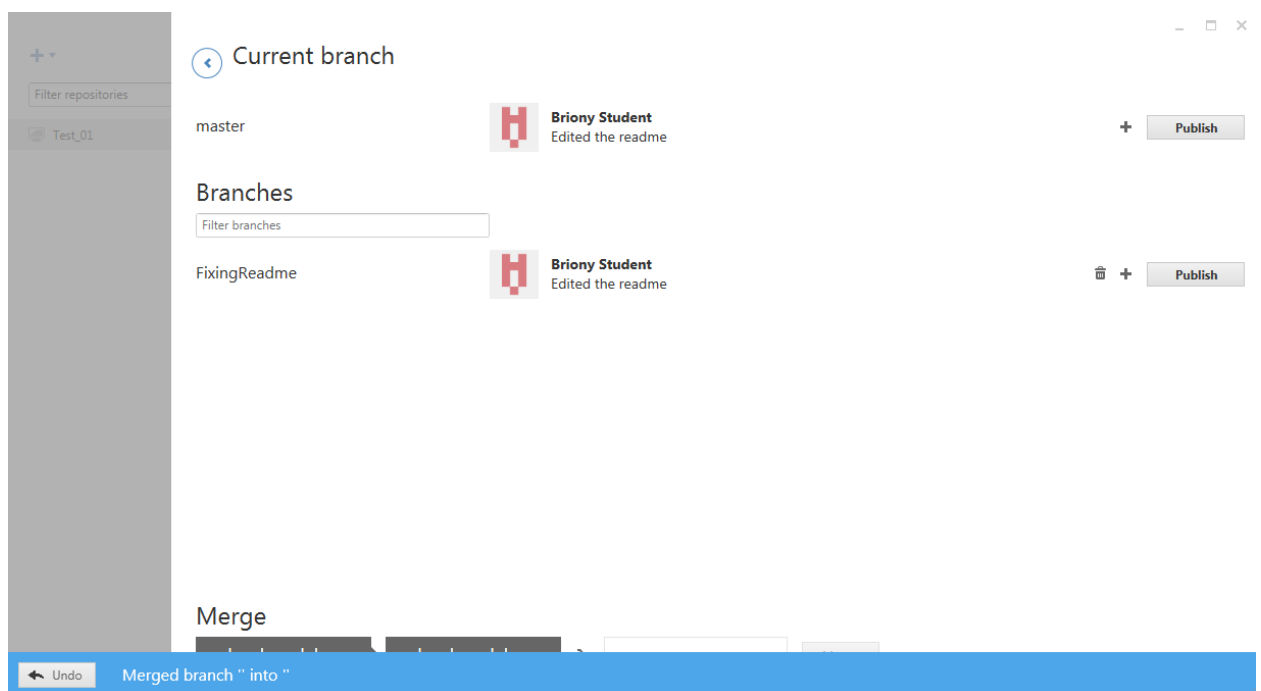 Current branch
Filter repositories
Test_01
master
Briony Student
Edited the readme
Publish
Branches
Filter branches
FixingReadme
Briony Student
Edited the readme
Publish
Merge
Undo
Merged branch '' into ''